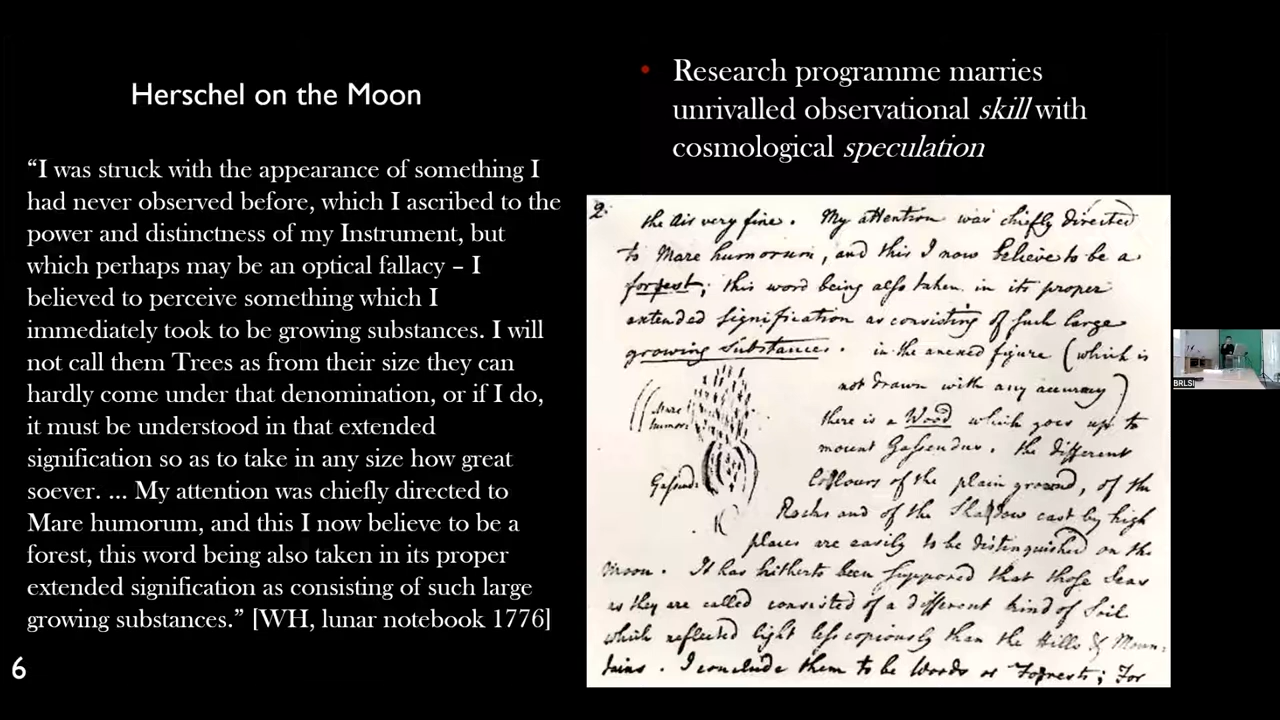 Herschel on the Moon
“I was struck with the appearance of something I
had never observed before, which I ascribed to the
power and distinctness of my Instrument, but
which perhaps may be an optical fallacy – I
believed to perceive something which I
immediately took to be growing substances. I will
not call them Trees as from their size they can
hardly come under that denomination, or if I do,
it must be understood in that extended
signification so as to take in any size how great
soever. ... My attention was chiefly directed to
Mare humorum, and this I now believe to be a
forest, this word being also taken in its proper
extended signification as consisting of such large
growing substances.” [WH, lunar notebook 1776]
6
• Research programme marries
unrivalled observational skill with
cosmological speculation
2.
the air very fine. My attention was chiefly directed
to Mare humorum, and this I now believe to be a
forrest; this word being also taken in its proper
extended signification as consisting of such large
growing substances. in the anexed figure (which is
not drawn with any accuracy)
Mare
humor:
there is a Wood which goes up to
mount Gassendus. the different
Gassend:
Collours of the plain ground, of the
Rocks and of the Shadow cast by high
places are easily to be distinguished on the
Moon. It has hitherto been supposed that those Seas
as they are called consisted of a different kind of Soil
which reflected light less copiously than the Hills & Moun-
tains. I conclude them to be Woods or Forrests; For
BRLSI